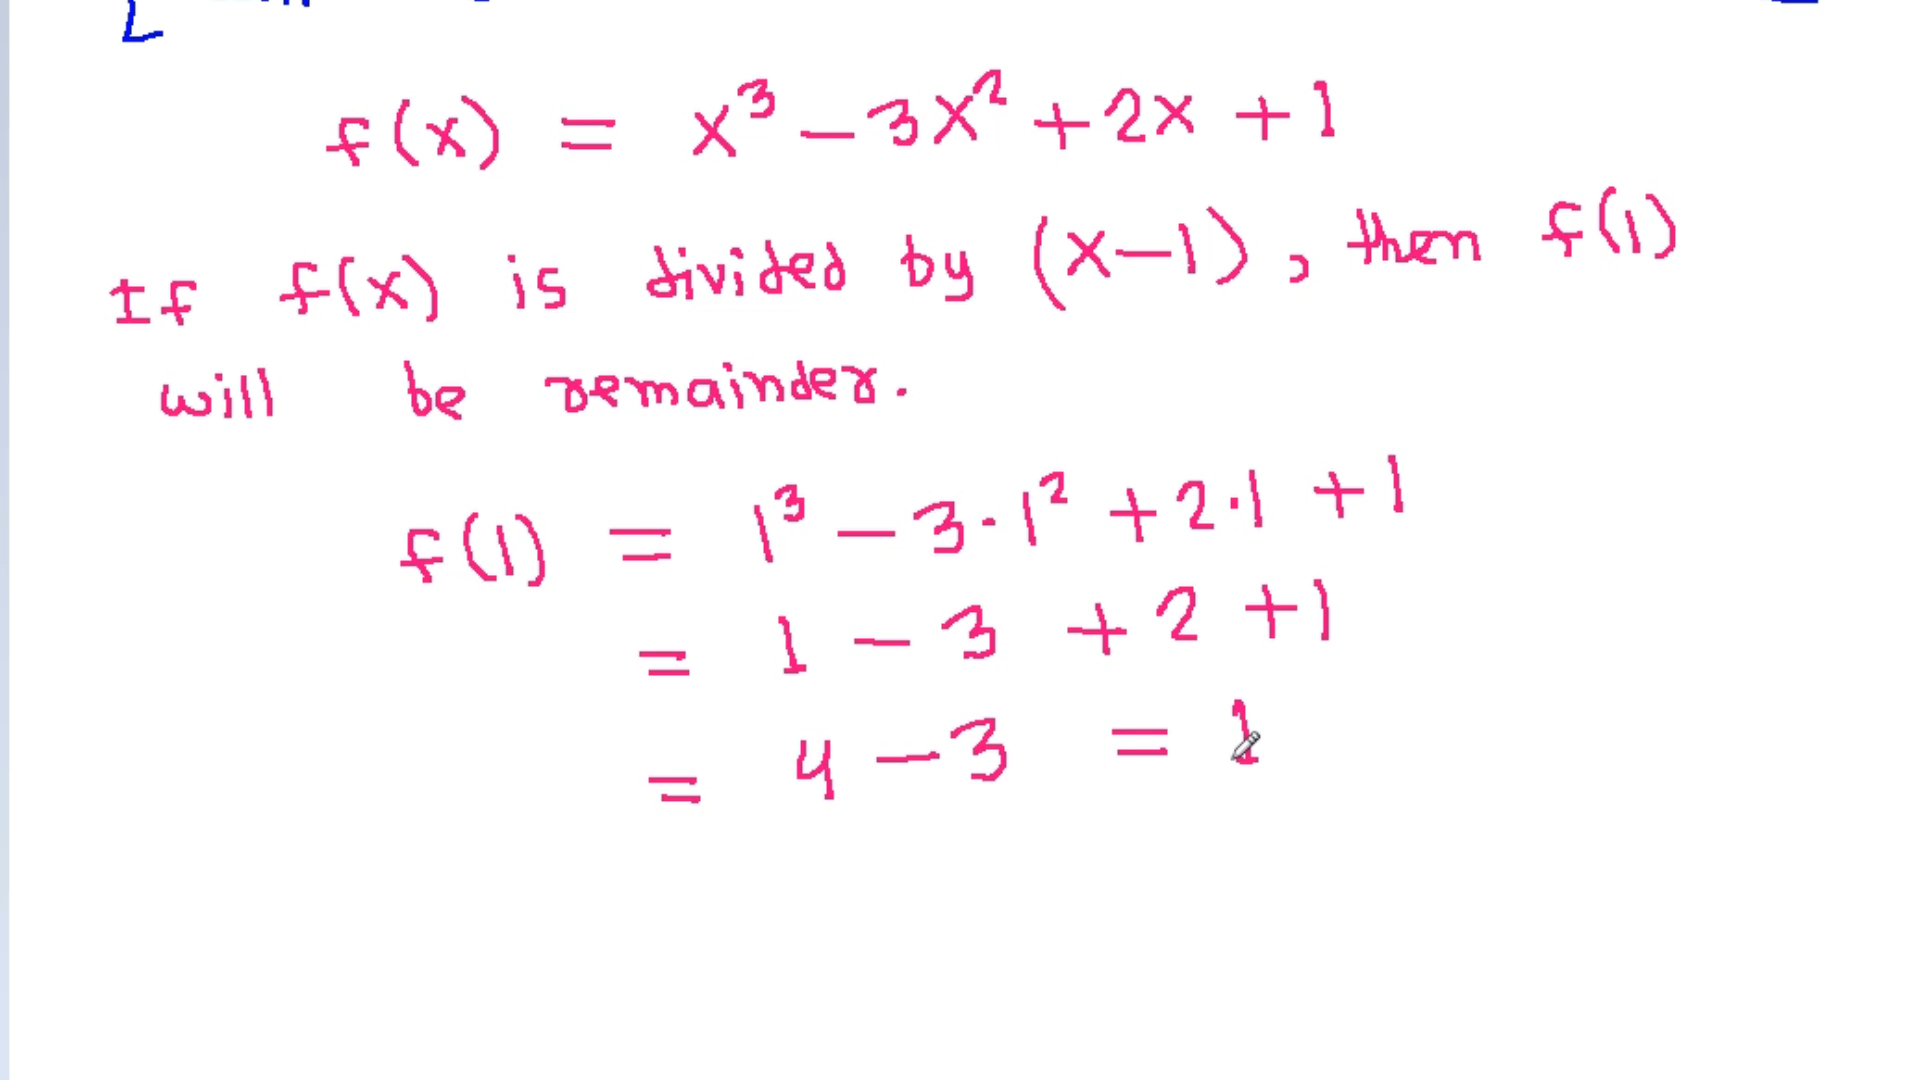 f(x) = x³ – 3x² + 2x + 1
If f(x) is divided by (x–1), then f(1)
will be remainder.
f(1) = 1³ – 3·1² + 2·1 + 1
= 1 – 3 + 2 + 1
= 4 – 3 = 1